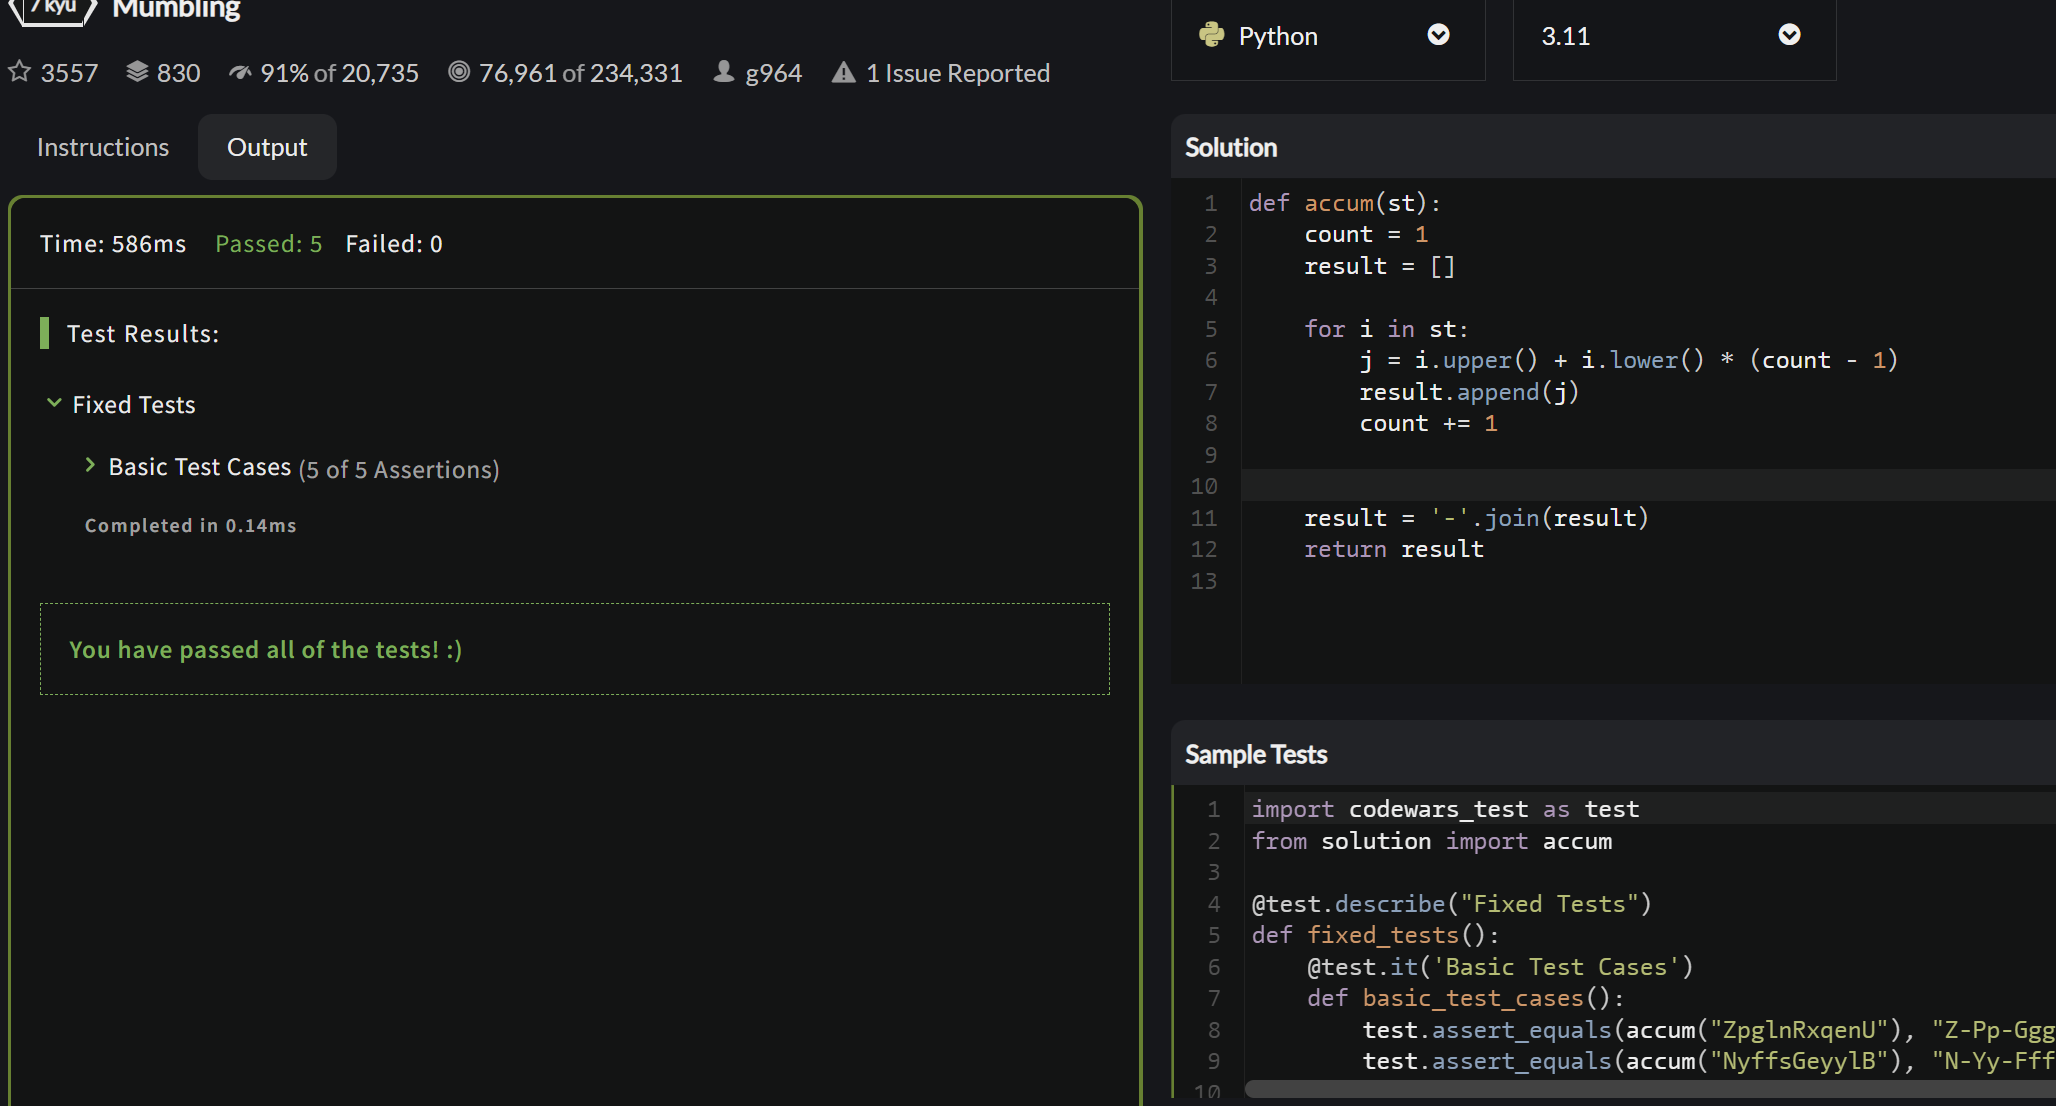 7 kyu Mumbling
3557 830 91% of 20,735 76,961 of 234,331 g964 1 Issue Reported
Instructions Output
Time: 586ms Passed: 5 Failed: 0
Test Results:
Fixed Tests
Basic Test Cases (5 of 5 Assertions)
Completed in 0.14ms
You have passed all of the tests! :)
Python 3.11
Solution
1 def accum(st):
2     count = 1
3     result = []
4
5     for i in st:
6         j = i.upper() + i.lower() * (count - 1)
7         result.append(j)
8         count += 1
9
10
11     result = '-'.join(result)
12     return result
13
Sample Tests
1 import codewars_test as test
2 from solution import accum
3
4 @test.describe("Fixed Tests")
5 def fixed_tests():
6     @test.it('Basic Test Cases')
7     def basic_test_cases():
8         test.assert_equals(accum("ZpglnRxqenU"), "Z-Pp-Ggg
9         test.assert_equals(accum("NyffsGeyylB"), "N-Yy-Fff
10